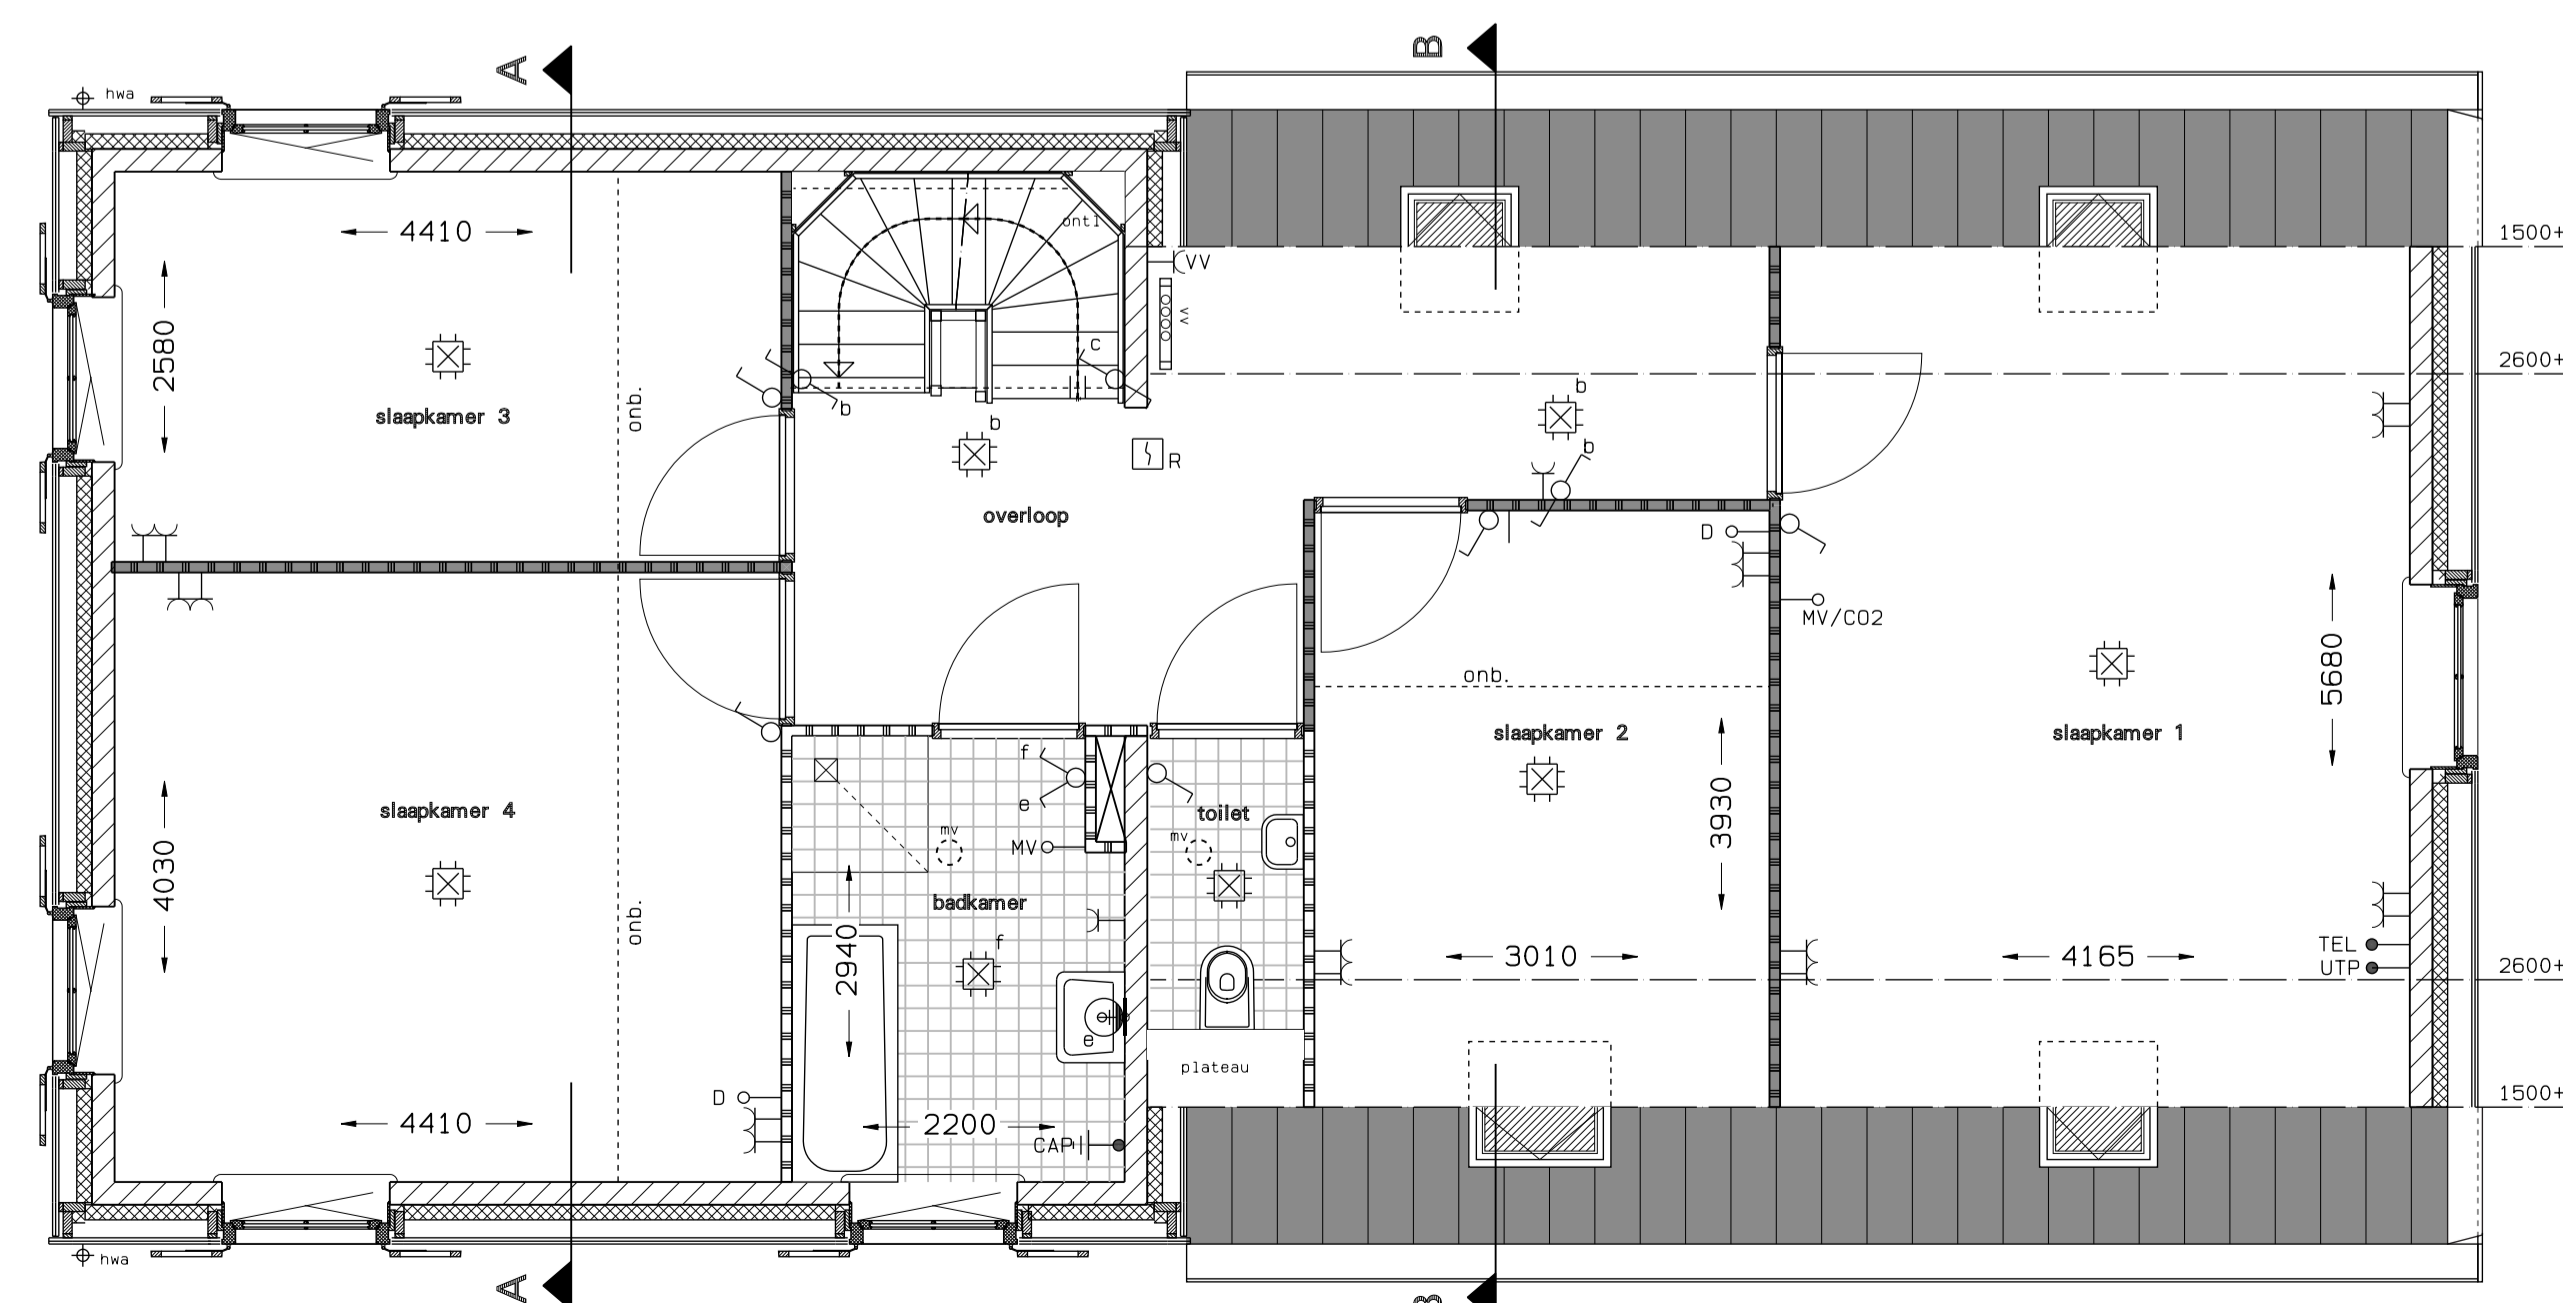 A
B
hwa
4410
ontl
1500+
VV
<<
2580
c
2600+
slaapkamer 3
onb.
b
b
b
b
R
overloop
D
MV/CO2
5680
onb.
slaapkamer 2
slaapkamer 1
f
e
mv
MV
toilet
mv
slaapkamer 4
3930
4030
badkamer
onb.
2940
f
3010
4165
TEL
UTP
2600+
e
plateau
D
1500+
4410
2200
CAP
hwa
A
B